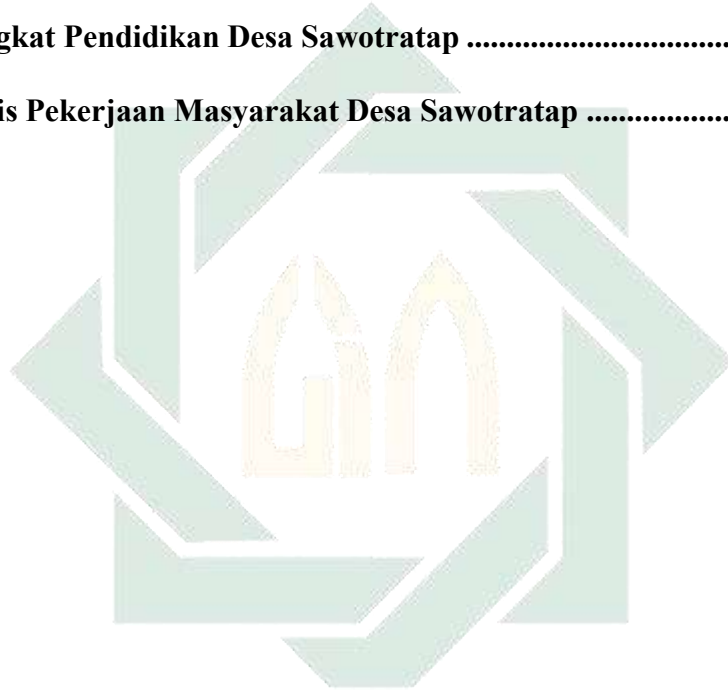 gkat Pendidikan Desa Sawotratap ..................................
is Pekerjaan Masyarakat Desa Sawotratap ..................